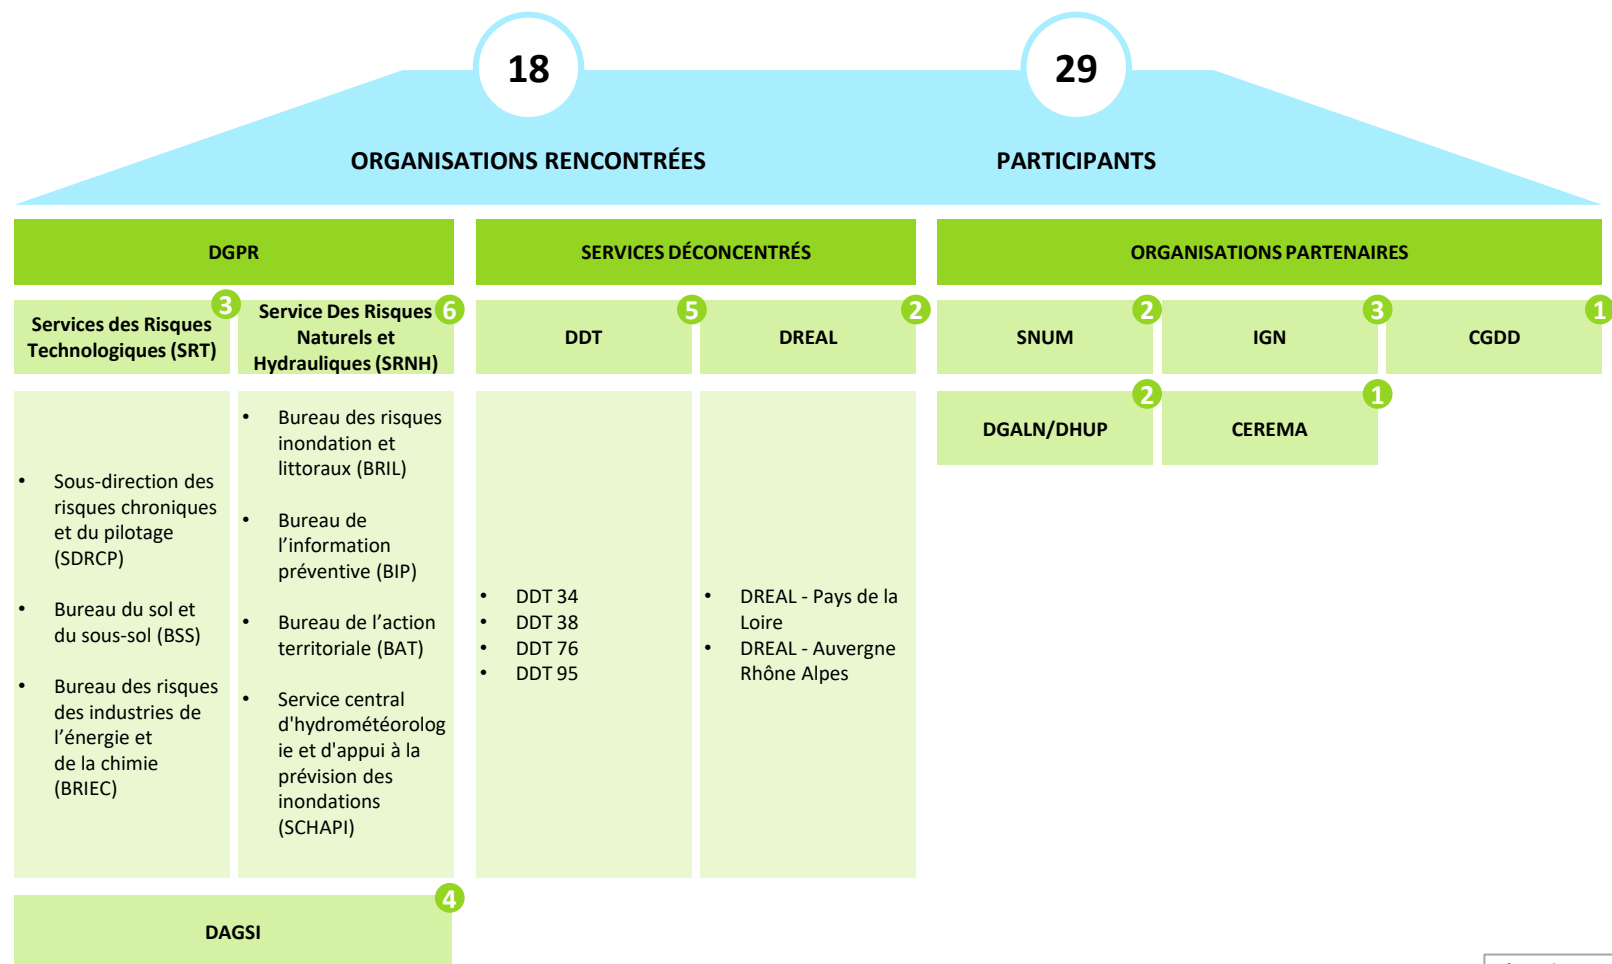 18
29
ORGANISATIONS RENCONTRÉES
PARTICIPANTS
DGPR
SERVICES DÉCONCENTRÉS
ORGANISATIONS PARTENAIRES
3
Services des Risques
Technologiques (SRT)
6
Service Des Risques
Naturels et
Hydrauliques (SRNH)
5
DDT
2
DREAL
2
SNUM
3
IGN
1
CGDD
2
DGALN/DHUP
1
CEREMA
• Sous-direction des
risques chroniques
et du pilotage
(SDRCP)
• Bureau du sol et
du sous-sol (BSS)
• Bureau des risques
des industries de
l’énergie et
de la chimie
(BRIEC)
• Bureau des risques
inondation et
littoraux (BRIL)
• Bureau de
l’information
préventive (BIP)
• Bureau de l’action
territoriale (BAT)
• Service central
d'hydrométéorolog
ie et d'appui à la
prévision des
inondations
(SCHAPI)
• DDT 34
• DDT 38
• DDT 76
• DDT 95
• DREAL - Pays de la
Loire
• DREAL - Auvergne
Rhône Alpes
4
DAGSI